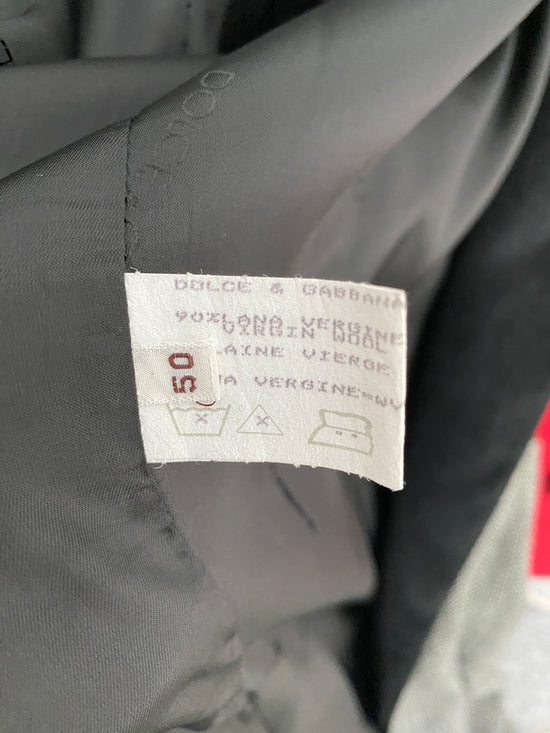 DOLCE & GABBANA
90%LANA VERGINE
VIRGIN WOOL
LAINE VIERGE
VERGINE=WV
50